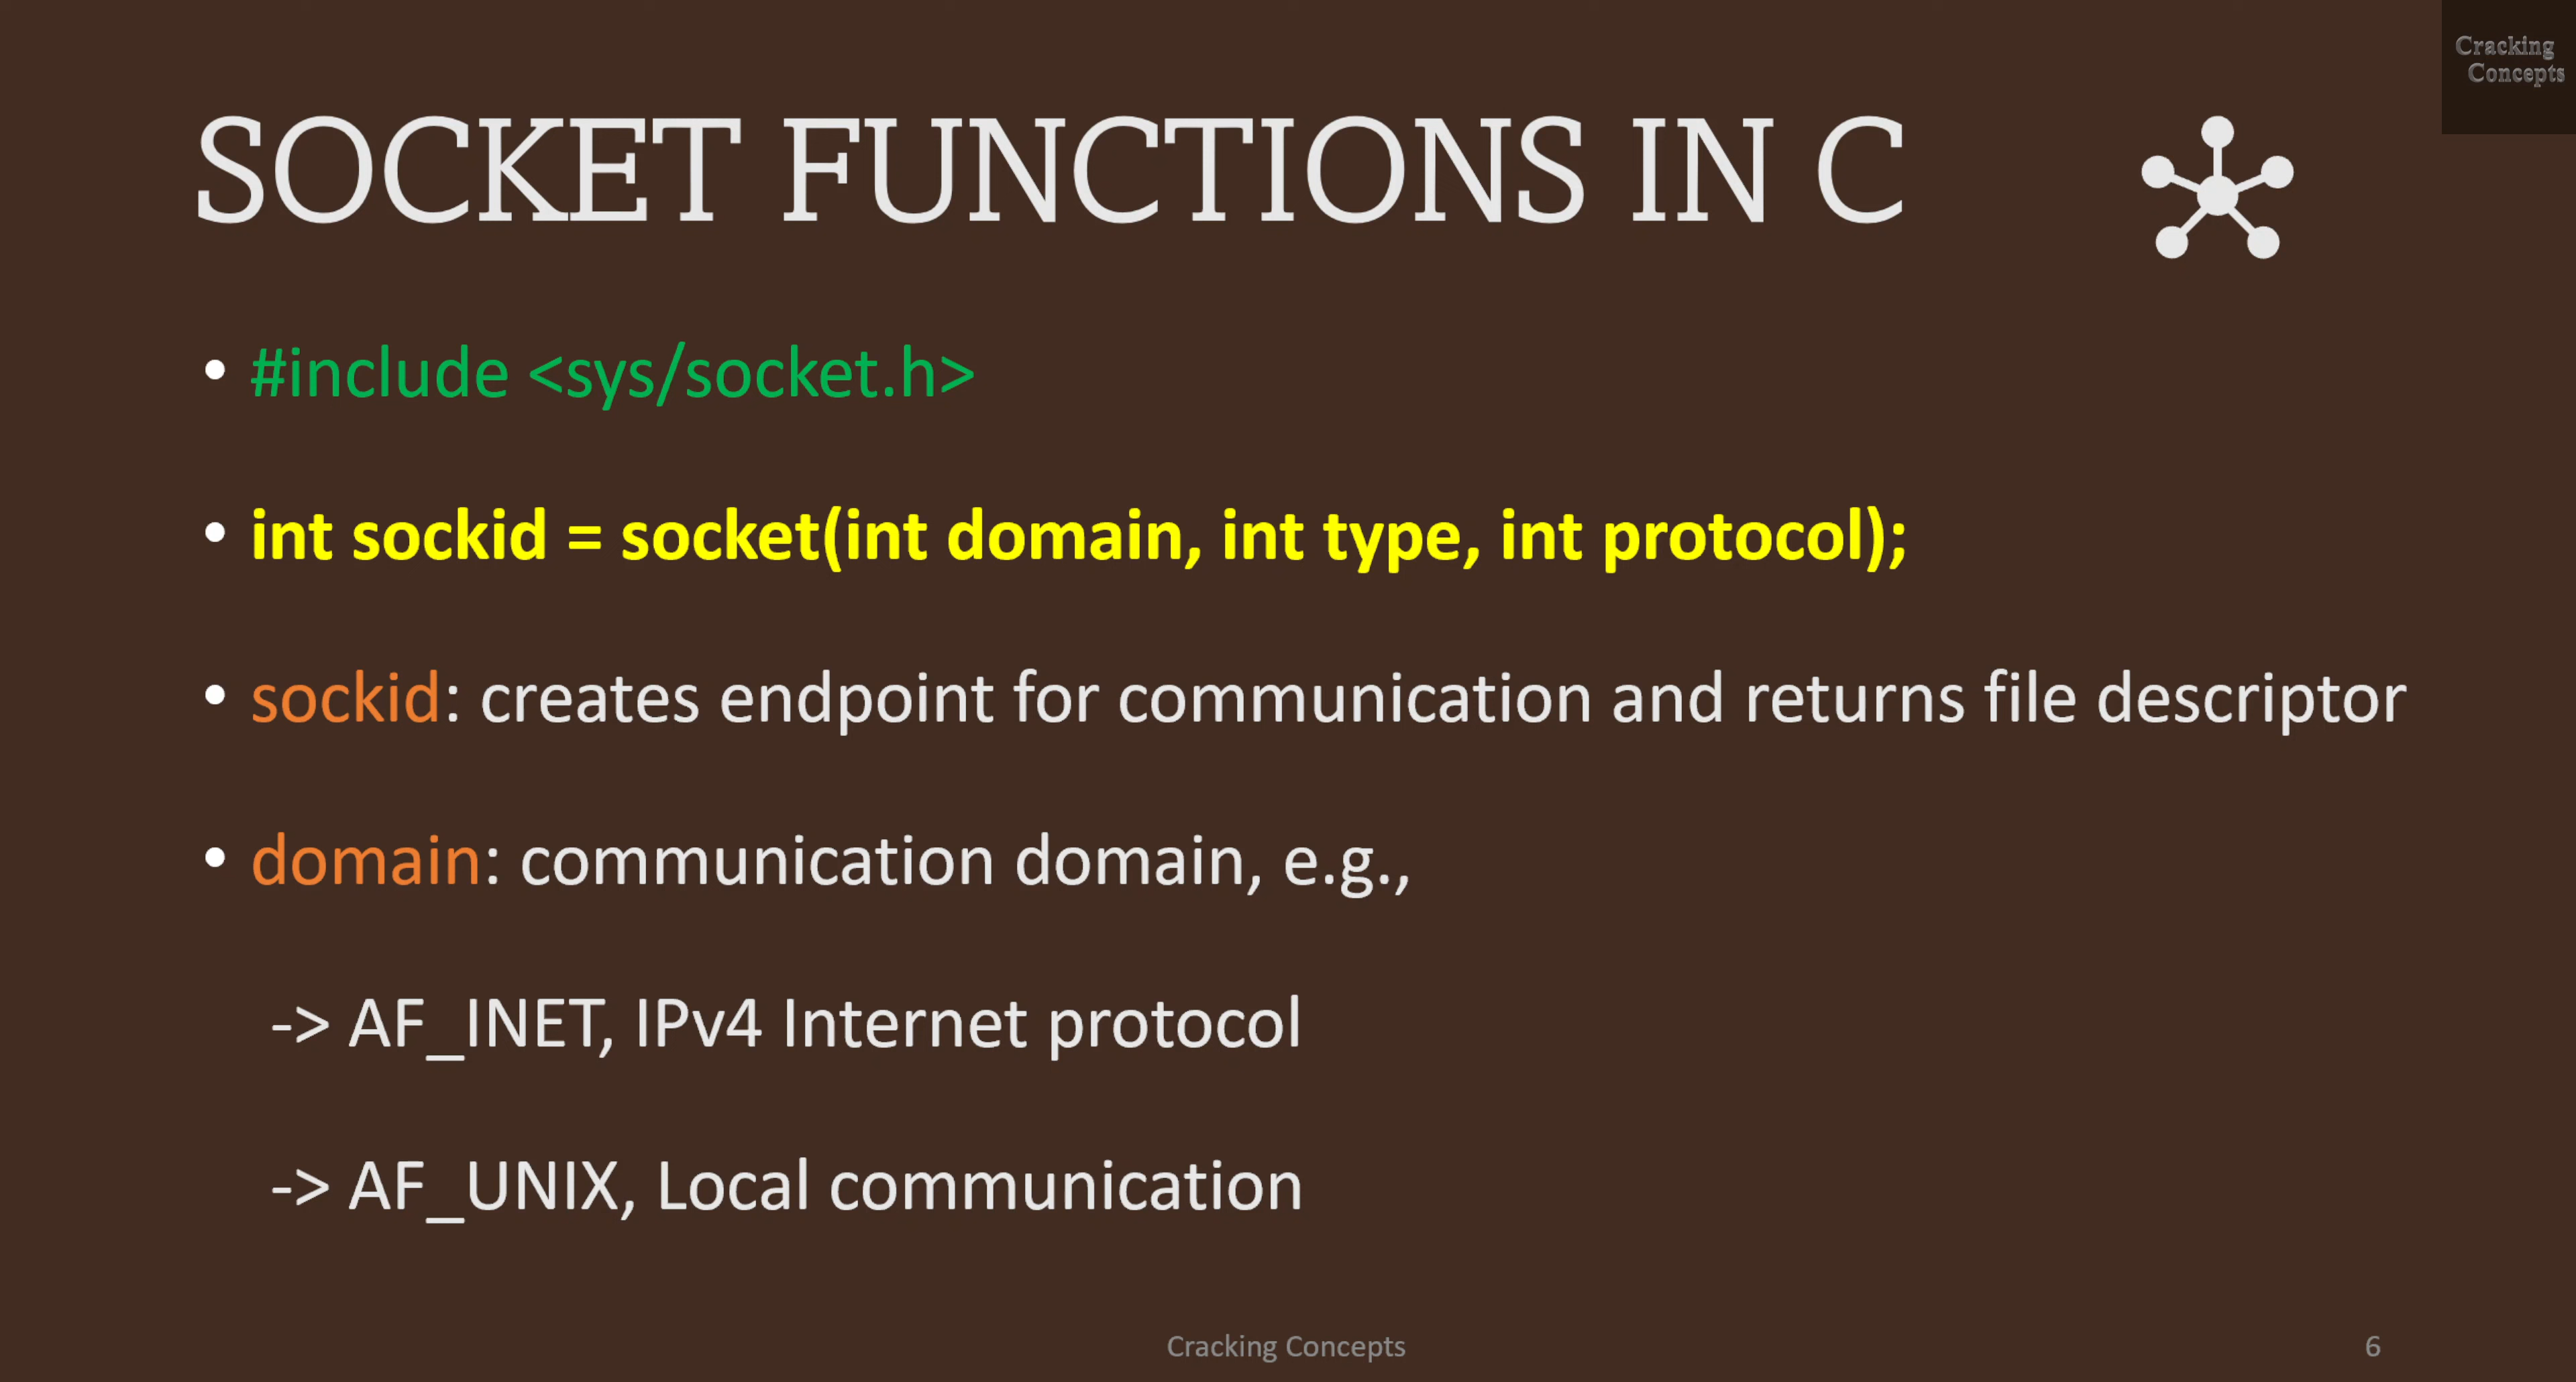 Cracking
Concepts
SOCKET FUNCTIONS IN C
• #include <sys/socket.h>
• int sockid = socket(int domain, int type, int protocol);
• sockid: creates endpoint for communication and returns file descriptor
• domain: communication domain, e.g.,
-> AF_INET, IPv4 Internet protocol
-> AF_UNIX, Local communication
Cracking Concepts
6